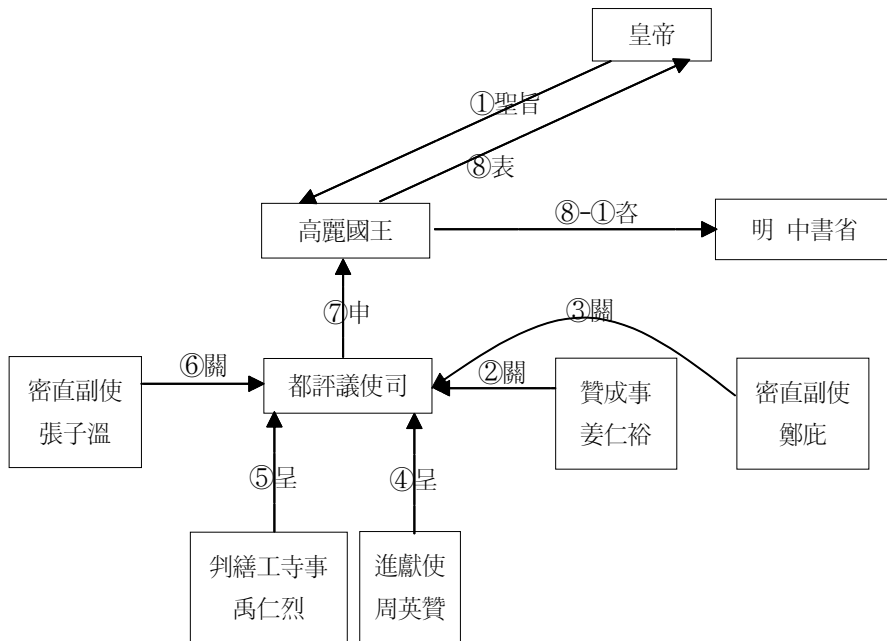 皇帝
①聖旨
⑧表
高麗國王
⑧-①咨
明 中書省
⑦申
③關
⑥關
都評議使司
②關
密直副使
張子溫
贊成事
姜仁裕
密直副使
鄭庇
⑤呈
④呈
判繕工寺事
禹仁烈
進獻使
周英贊